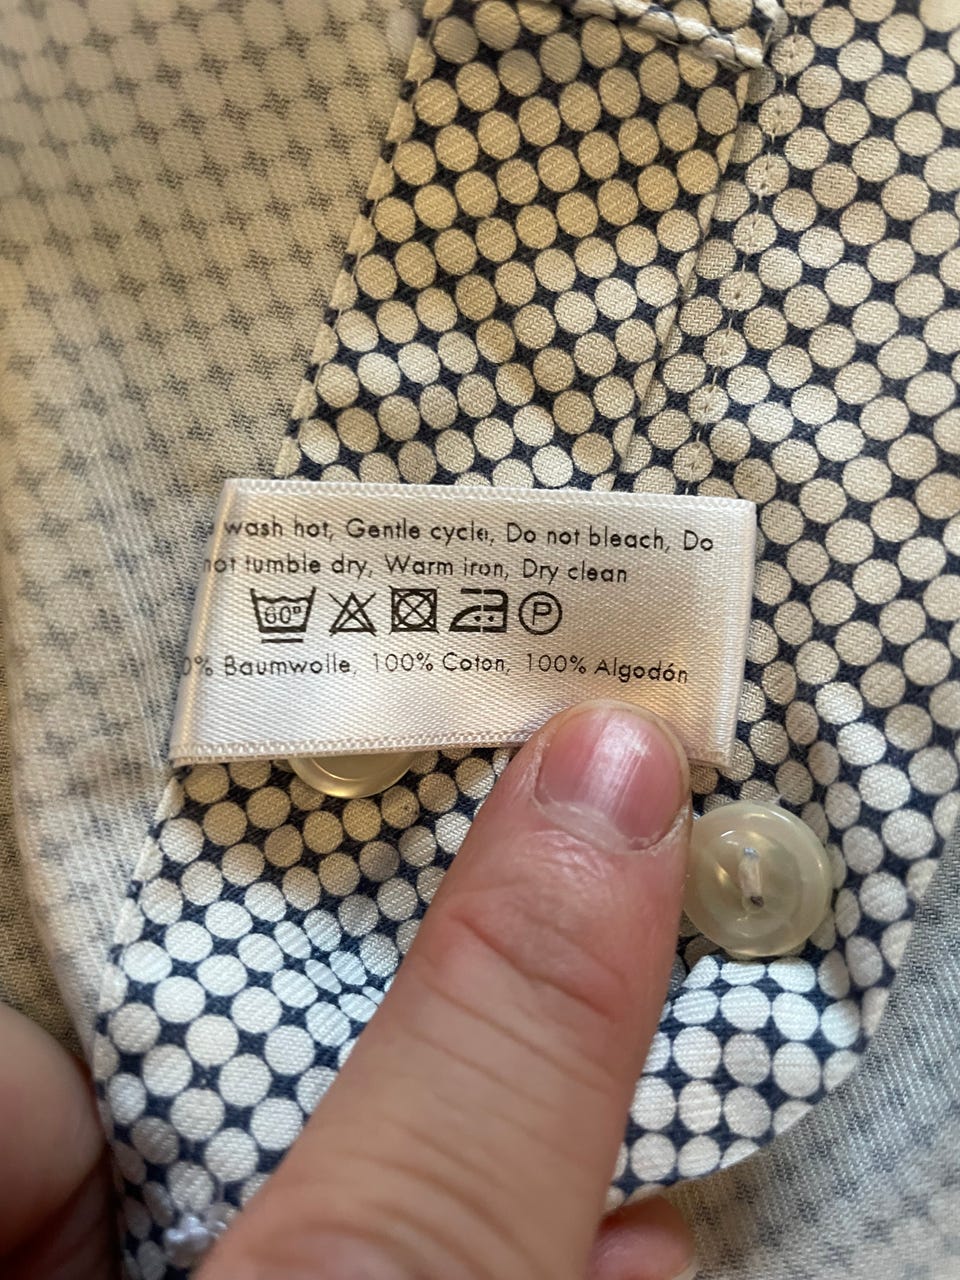 wash hot, Gentle cycle, Do not bleach, Do
not tumble dry, Warm iron, Dry clean
60° P
0% Baumwolle, 100% Coton, 100% Algodón